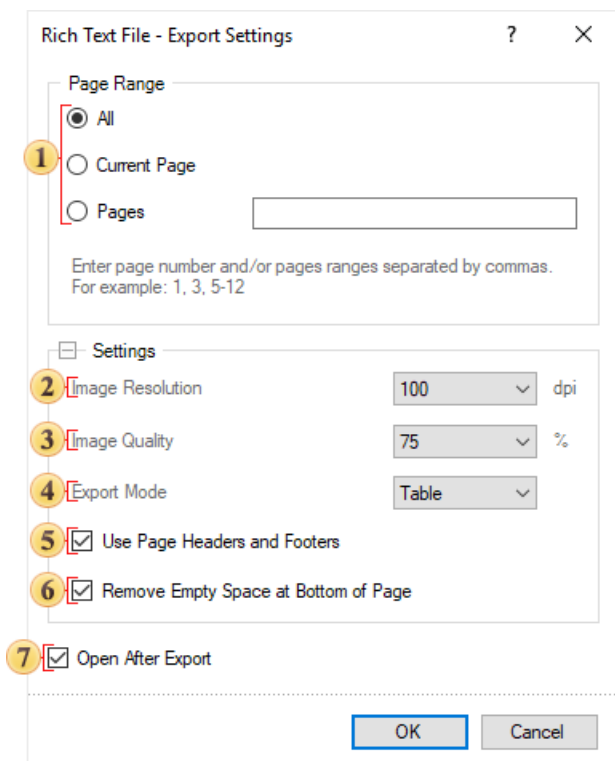 Rich Text File - Export Settings ?
Page Range
1
All
Current Page
Pages
Enter page number and/or pages ranges separated by commas.
For example: 1, 3, 5-12
Settings
2 Image Resolution 100 dpi
3 Image Quality 75 %
4 Export Mode Table
5 Use Page Headers and Footers
6 Remove Empty Space at Bottom of Page
7 Open After Export
OK Cancel